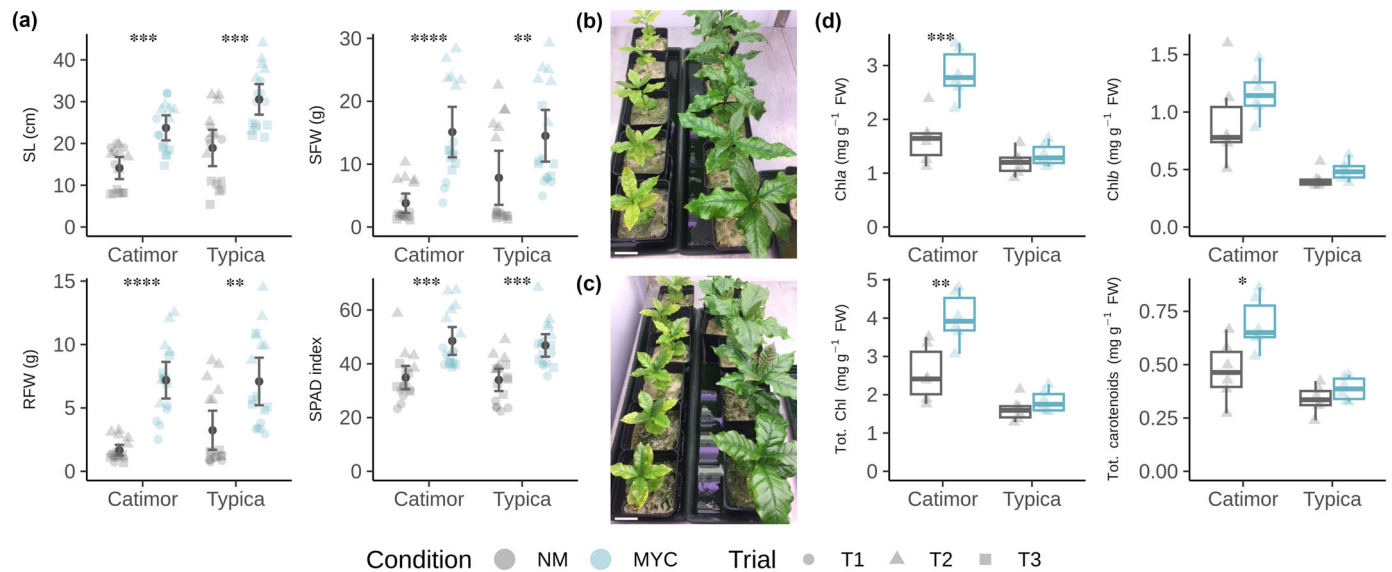 (a)
SL (cm)
40
30
20
10
0
***
***
Catimor
Typica
SFW (g)
30
20
10
0
****
**
Catimor
Typica
RFW (g)
15
10
5
0
****
**
Catimor
Typica
SPAD index
60
40
20
0
***
***
Catimor
Typica
(b)
(c)
(d)
Chla (mg g⁻¹ FW)
3
2
1
0
***
Catimor
Typica
Chlb (mg g⁻¹ FW)
1.5
1.0
0.5
0.0
Catimor
Typica
Tot. Chl (mg g⁻¹ FW)
5
4
3
2
1
0
**
Catimor
Typica
Tot. carotenoids (mg g⁻¹ FW)
0.75
0.50
0.25
0.00
*
Catimor
Typica
Condition NM MYC Trial T1 T2 T3